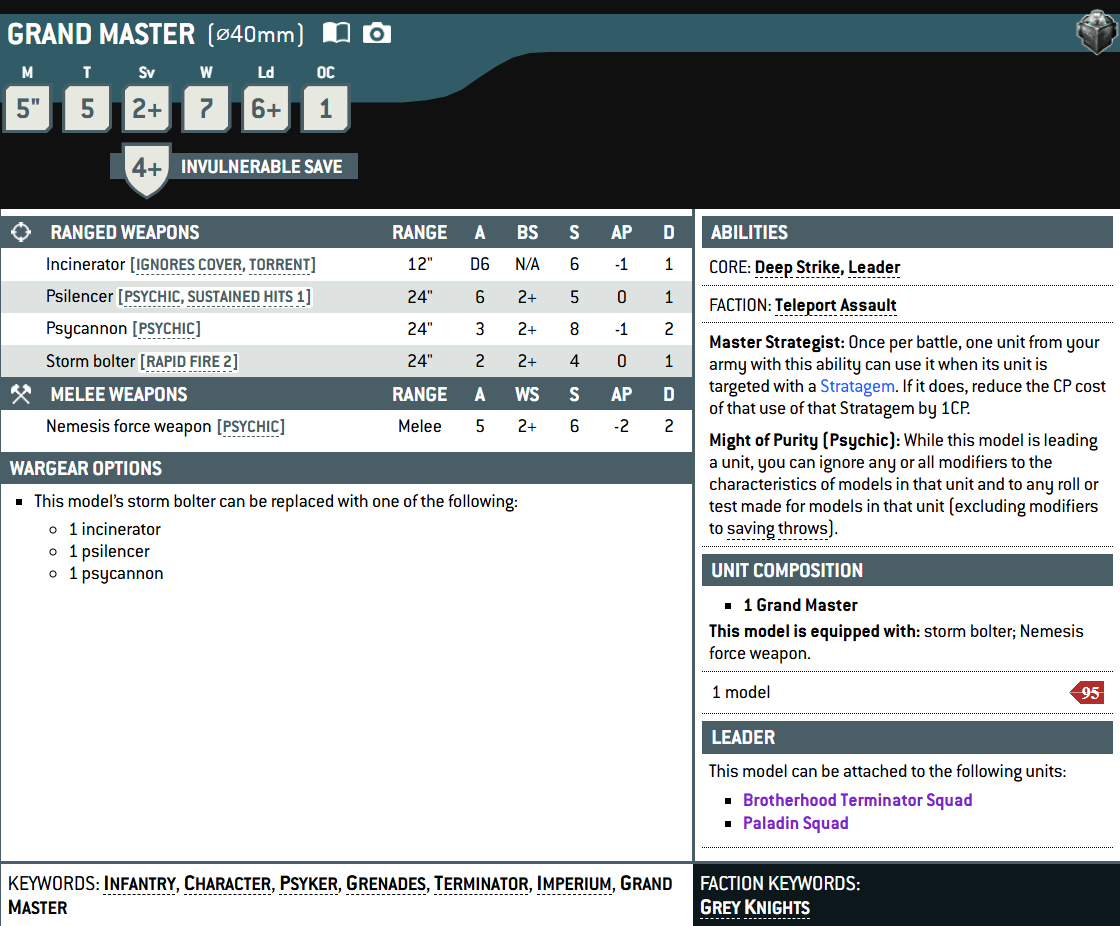 GRAND MASTER (⌀40mm)
M T Sv W Ld OC
5" 5 2+ 7 6+ 1
4+ INVULNERABLE SAVE
RANGED WEAPONS RANGE A BS S AP D
Incinerator [IGNORES COVER, TORRENT] 12" D6 N/A 6 -1 1
Psilencer [PSYCHIC, SUSTAINED HITS 1] 24" 6 2+ 5 0 1
Psycannon [PSYCHIC] 24" 3 2+ 8 -1 2
Storm bolter [RAPID FIRE 2] 24" 2 2+ 4 0 1
MELEE WEAPONS RANGE A WS S AP D
Nemesis force weapon [PSYCHIC] Melee 5 2+ 6 -2 2
WARGEAR OPTIONS
▪ This model's storm bolter can be replaced with one of the following:
○ 1 incinerator
○ 1 psilencer
○ 1 psycannon
ABILITIES
CORE: Deep Strike, Leader
FACTION: Teleport Assault
Master Strategist: Once per battle, one unit from your
army with this ability can use it when its unit is
targeted with a Stratagem. If it does, reduce the CP cost
of that use of that Stratagem by 1CP.
Might of Purity (Psychic): While this model is leading
a unit, you can ignore any or all modifiers to the
characteristics of models in that unit and to any roll or
test made for models in that unit (excluding modifiers
to saving throws).
UNIT COMPOSITION
▪ 1 Grand Master
This model is equipped with: storm bolter; Nemesis
force weapon.
1 model 95
LEADER
This model can be attached to the following units:
▪ Brotherhood Terminator Squad
▪ Paladin Squad
KEYWORDS: INFANTRY, CHARACTER, PSYKER, GRENADES, TERMINATOR, IMPERIUM, GRAND
MASTER
FACTION KEYWORDS:
GREY KNIGHTS